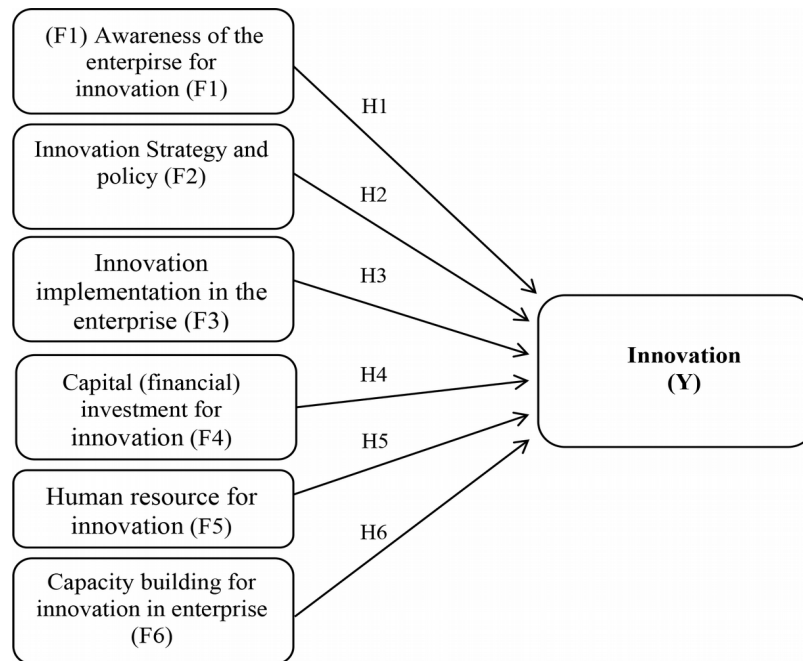 (F1) Awareness of the
enterpirse for
innovation (F1)
H1
Innovation Strategy and
policy (F2)
H2
Innovation
implementation in the
enterprise (F3)
H3
Capital (financial)
investment for
innovation (F4)
H4
Human resource for
innovation (F5)
H5
Capacity building for
innovation in enterprise
(F6)
H6
Innovation
(Y)